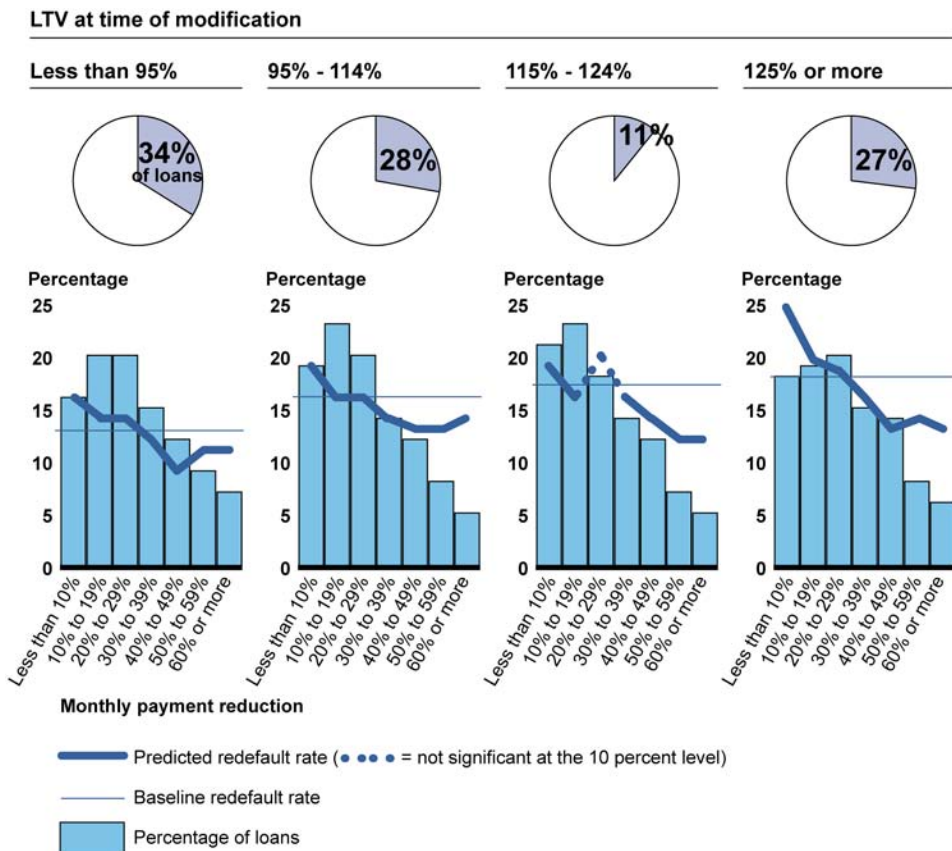 LTV at time of modification
Less than 95%
95% - 114%
115% - 124%
125% or more
34%
of loans
28%
11%
27%
Percentage
25
20
15
10
5
0
Less than 10%
10% to 19%
20% to 29%
30% to 39%
40% to 49%
50% to 59%
60% or more
Percentage
25
20
15
10
5
0
Less than 10%
10% to 19%
20% to 29%
30% to 39%
40% to 49%
50% to 59%
60% or more
Percentage
25
20
15
10
5
0
Less than 10%
10% to 19%
20% to 29%
30% to 39%
40% to 49%
50% to 59%
60% or more
Percentage
25
20
15
10
5
0
Less than 10%
10% to 19%
20% to 29%
30% to 39%
40% to 49%
50% to 59%
60% or more
Monthly payment reduction
Predicted redefault rate ( = not significant at the 10 percent level)
Baseline redefault rate
Percentage of loans